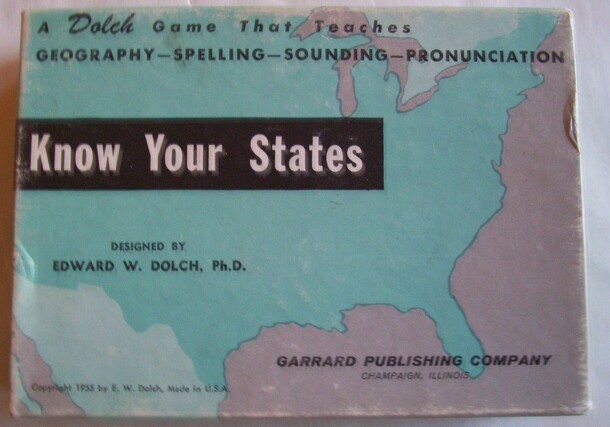 A Dolch Game That Teaches
GEOGRAPHY—SPELLING—SOUNDING—PRONUNCIATION
Know Your States
DESIGNED BY
EDWARD W. DOLCH, Ph.D.
GARRARD PUBLISHING COMPANY
CHAMPAIGN, ILLINOIS
Copyright 1955 by E. W. Dolch, Made in U.S.A.